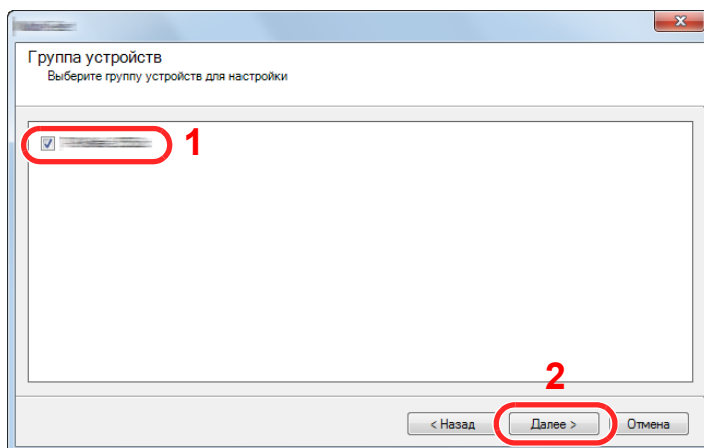 Группа устройств
Выберите группу устройств для настройки
1
2
< Назад
Далее >
Отмена